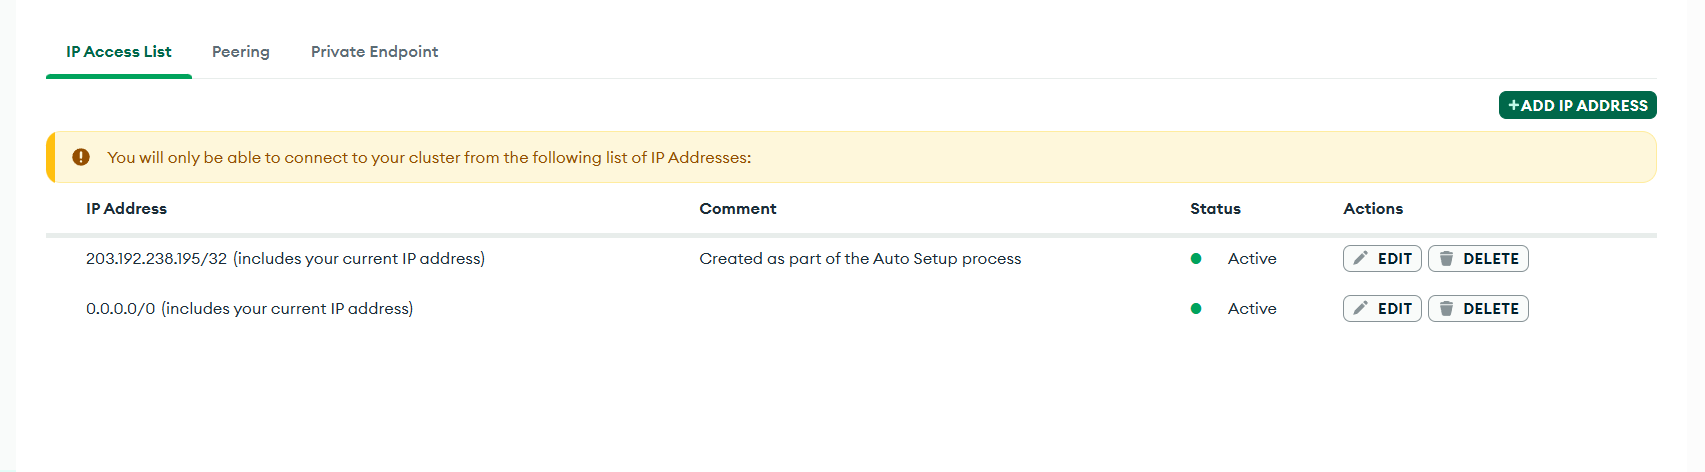 IP Access List Peering Private Endpoint
+ADD IP ADDRESS
You will only be able to connect to your cluster from the following list of IP Addresses:
IP Address Comment Status Actions
203.192.238.195/32 (includes your current IP address) Created as part of the Auto Setup process Active EDIT DELETE
0.0.0.0/0 (includes your current IP address) Active EDIT DELETE